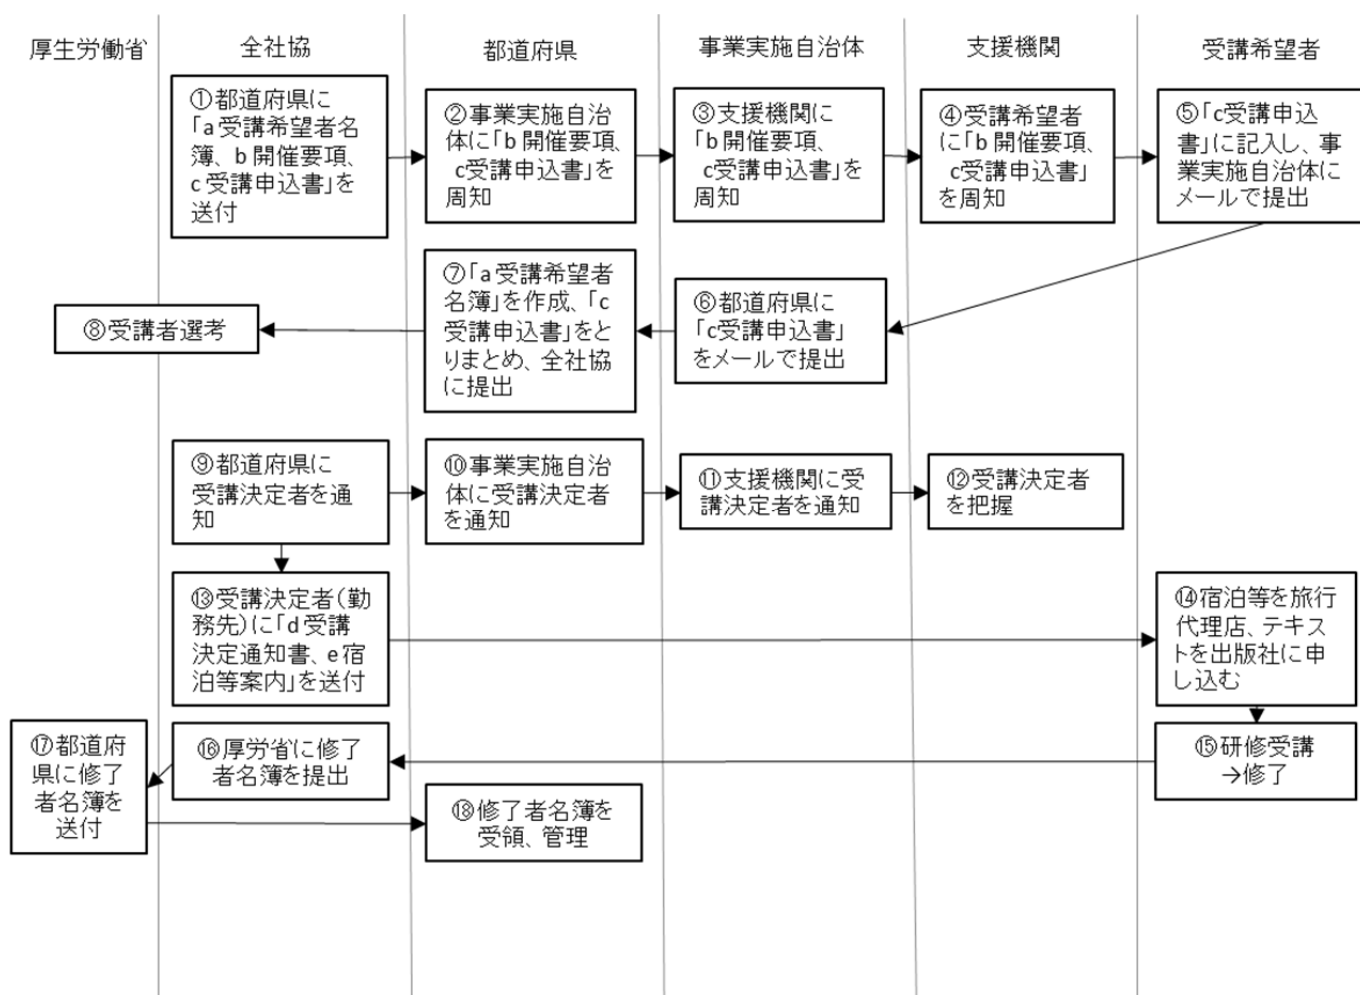 厚生労働省
全社協
都道府県
事業実施自治体
支援機関
受講希望者
①都道府県に
「a受講希望者名
簿、b開催要項、
c受講申込書」を
送付
②事業実施自治
体に「b開催要項、
c受講申込書」を
周知
③支援機関に
「b開催要項、
c受講申込書」を
周知
④受講希望者
に「b開催要項、
c受講申込書」
を周知
⑤「c受講申込
書」に記入し、事
業実施自治体に
メールで提出
⑥都道府県に
「c受講申込書」
をメールで提出
⑦「a受講希望者
名簿」を作成、「c
受講申込書」をと
りまとめ、全社協
に提出
⑧受講者選考
⑨都道府県に
受講決定者を通
知
⑩事業実施自治
体に受講決定者
を通知
⑪支援機関に受
講決定者を通知
⑫受講決定者
を把握
⑬受講決定者(勤
務先)に「d受講
決定通知書、e宿
泊等案内」を送付
⑭宿泊等を旅行
代理店、テキス
トを出版社に申
し込む
⑮研修受講
→修了
⑯厚労省に修了
者名簿を提出
⑰都道府
県に修了
者名簿を
送付
⑱修了者名簿を
受領、管理